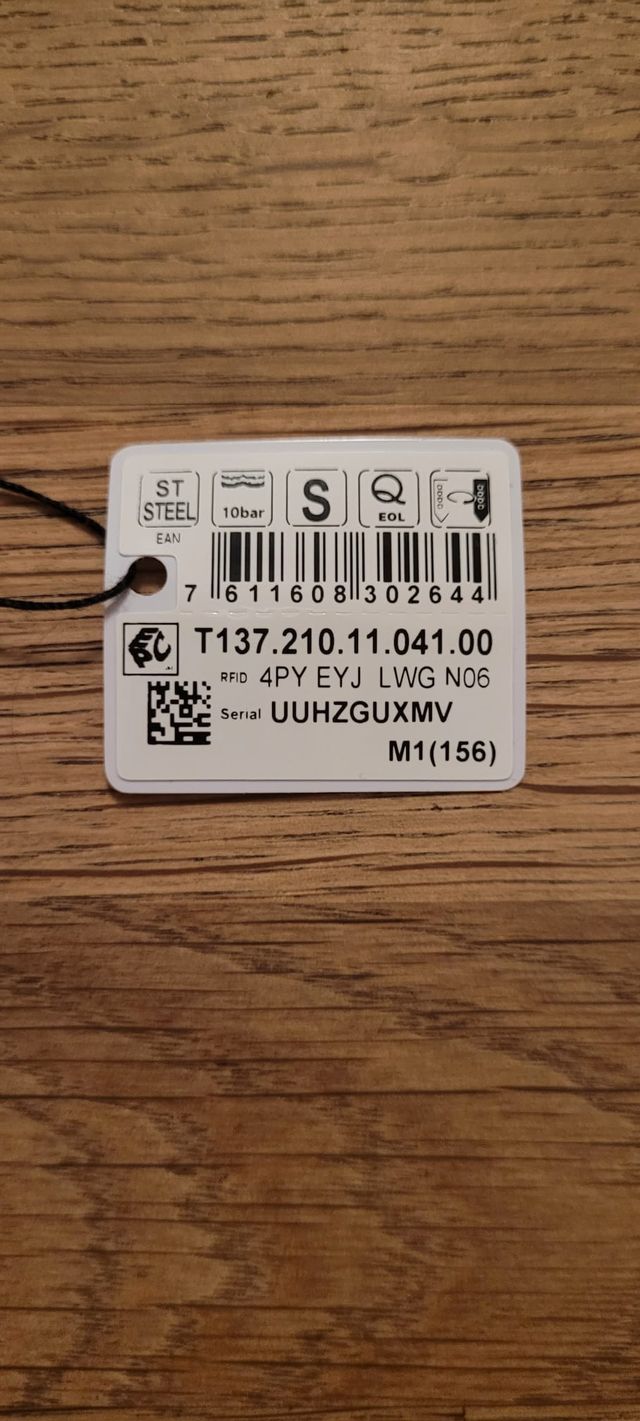 ST STEEL
10bar
S
Q EOL
EAN
7 611608 302644
EPC
T137.210.11.041.00
RFID 4PY EYJ LWG N06
Serial UUHZGUXMV
M1(156)